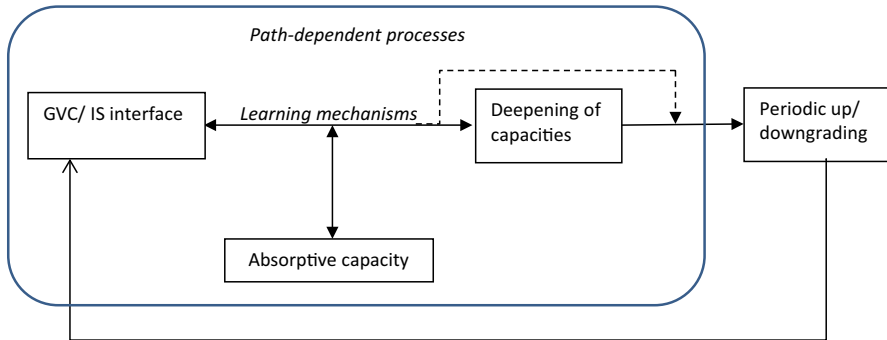 Path-dependent processes
GVC/ IS interface
Learning mechanisms
Deepening of
capacities
Periodic up/
downgrading
Absorptive capacity